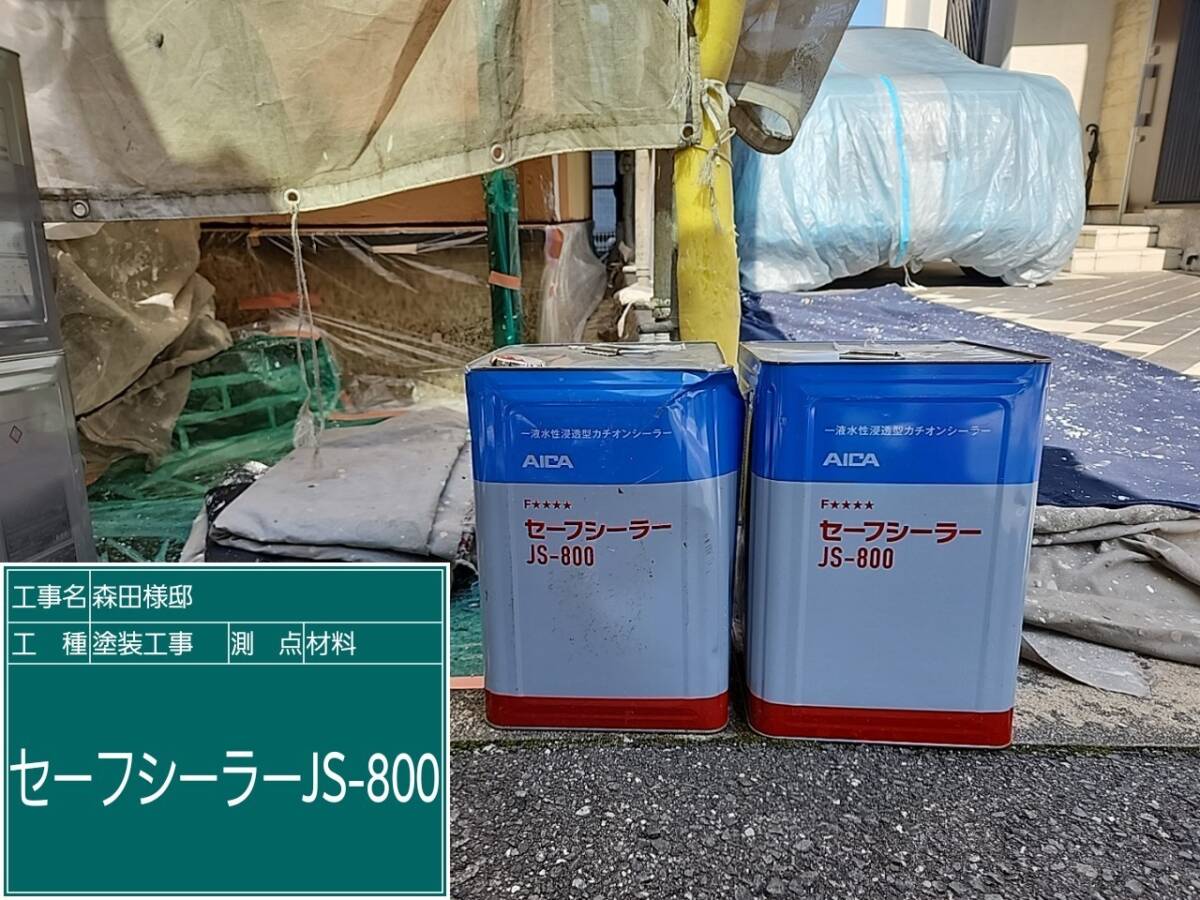 一液水性浸透型カチオンシーラー
AICA
F★★★★
セーフシーラー
JS-800
一液水性浸透型カチオンシーラー
AICA
F★★★★
セーフシーラー
JS-800
工事名 森田様邸
工 種 塗装工事 測 点 材料
セーフシーラーJS-800